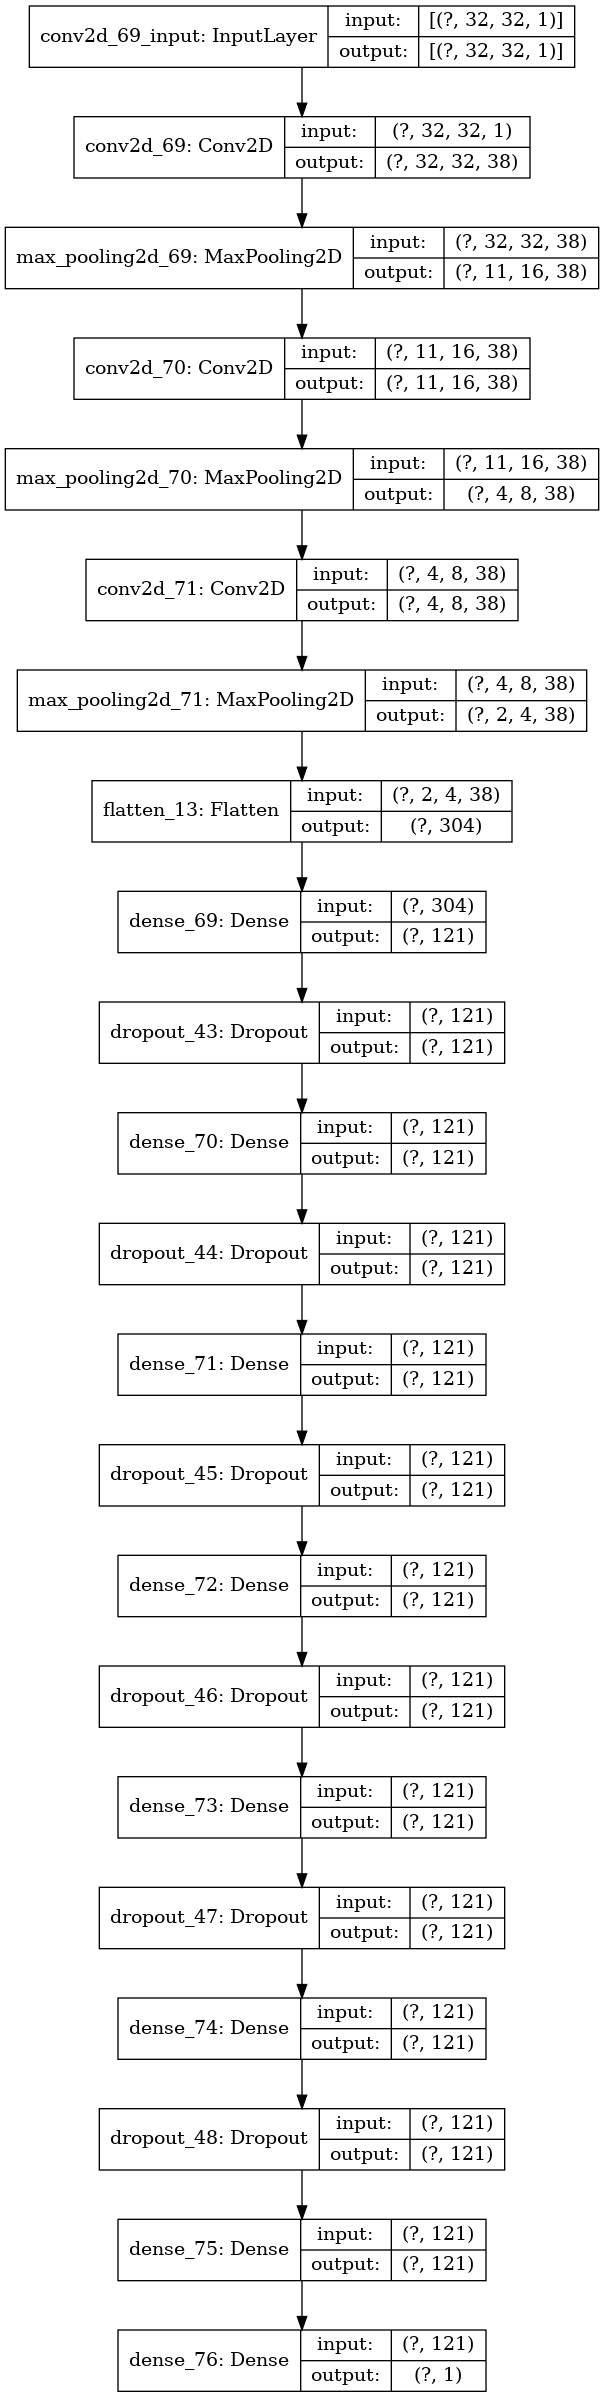 conv2d_69_input: InputLayer
input: [(?, 32, 32, 1)]
output: [(?, 32, 32, 1)]
conv2d_69: Conv2D
input: (?, 32, 32, 1)
output: (?, 32, 32, 38)
max_pooling2d_69: MaxPooling2D
input: (?, 32, 32, 38)
output: (?, 11, 16, 38)
conv2d_70: Conv2D
input: (?, 11, 16, 38)
output: (?, 11, 16, 38)
max_pooling2d_70: MaxPooling2D
input: (?, 11, 16, 38)
output: (?, 4, 8, 38)
conv2d_71: Conv2D
input: (?, 4, 8, 38)
output: (?, 4, 8, 38)
max_pooling2d_71: MaxPooling2D
input: (?, 4, 8, 38)
output: (?, 2, 4, 38)
flatten_13: Flatten
input: (?, 2, 4, 38)
output: (?, 304)
dense_69: Dense
input: (?, 304)
output: (?, 121)
dropout_43: Dropout
input: (?, 121)
output: (?, 121)
dense_70: Dense
input: (?, 121)
output: (?, 121)
dropout_44: Dropout
input: (?, 121)
output: (?, 121)
dense_71: Dense
input: (?, 121)
output: (?, 121)
dropout_45: Dropout
input: (?, 121)
output: (?, 121)
dense_72: Dense
input: (?, 121)
output: (?, 121)
dropout_46: Dropout
input: (?, 121)
output: (?, 121)
dense_73: Dense
input: (?, 121)
output: (?, 121)
dropout_47: Dropout
input: (?, 121)
output: (?, 121)
dense_74: Dense
input: (?, 121)
output: (?, 121)
dropout_48: Dropout
input: (?, 121)
output: (?, 121)
dense_75: Dense
input: (?, 121)
output: (?, 121)
dense_76: Dense
input: (?, 121)
output: (?, 1)